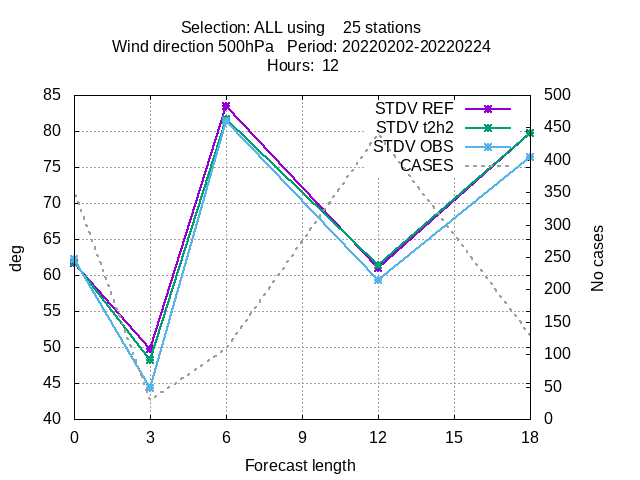 Selection: ALL using    25 stations
Wind direction 500hPa   Period: 20220202-20220224
Hours:  12
85
80
75
70
65
60
55
50
45
40
500
450
400
350
300
250
200
150
100
50
0
STDV REF
STDV t2h2
STDV OBS
CASES
deg
No cases
0 3 6 9 12 15 18
Forecast length